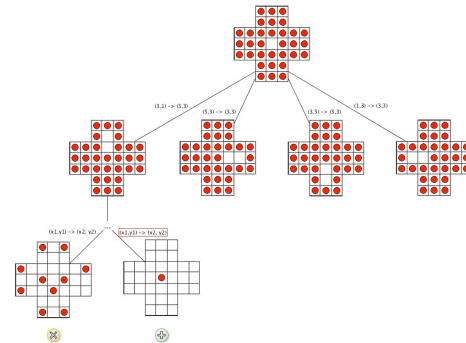 (3,1) -> (3,3)
(5,3) -> (3,3)
(3,5) -> (3,3)
(1,3) -> (3,3)
...
(x1,y1) -> (x2, y2)
(x1,y1) -> (x2, y2)